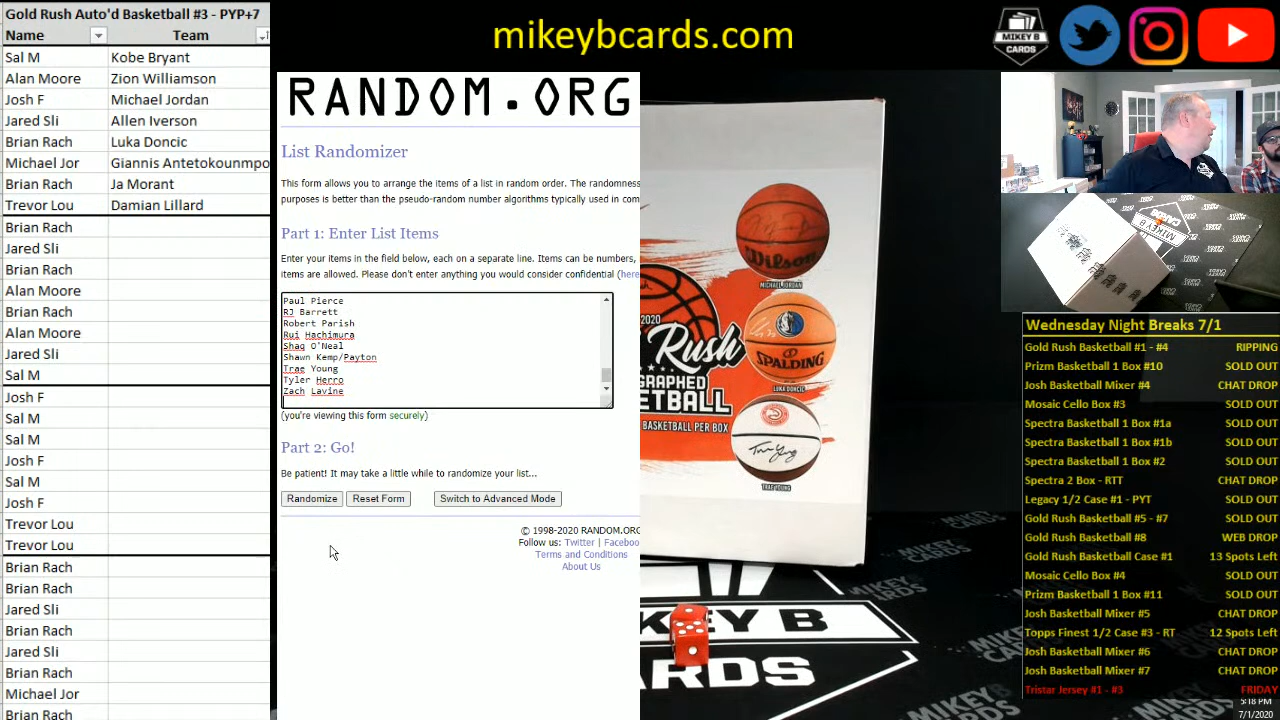 Gold Rush Auto'd Basketball #3 - PYP+7
Name Team
Sal M Kobe Bryant
Alan Moore Zion Williamson
Josh F Michael Jordan
Jared Sli Allen Iverson
Brian Rach Luka Doncic
Michael Jor Giannis Antetokounmpo
Brian Rach Ja Morant
Trevor Lou Damian Lillard
Brian Rach
Jared Sli
Brian Rach
Alan Moore
Brian Rach
Alan Moore
Jared Sli
Sal M
Josh F
Sal M
Sal M
Josh F
Sal M
Josh F
Trevor Lou
Trevor Lou
Brian Rach
Brian Rach
Jared Sli
Brian Rach
Jared Sli
Brian Rach
Michael Jor
Brian Rach
mikeybcards.com
MIKEY B
CARDS
RANDOM.ORG
List Randomizer
This form allows you to arrange the items of a list in random order. The randomness
purposes is better than the pseudo-random number algorithms typically used in com
Part 1: Enter List Items
Enter your items in the field below, each on a separate line. Items can be numbers,
items are allowed. Please don't enter anything you would consider confidential (here
Paul Pierce
RJ Barrett
Robert Parish
Rui Hachimura
Shaq O'Neal
Shawn Kemp/Payton
Trae Young
Tyler Herro
Zach Lavine
(you're viewing this form securely)
Part 2: Go!
Be patient! It may take a little while to randomize your list...
Randomize Reset Form Switch to Advanced Mode
© 1998-2020 RANDOM.ORG
Follow us: Twitter | Faceboo
Terms and Conditions
About Us
Wilson
MICHAEL JORDAN
2020
Rush
SPALDING
LUKA DONCIC
GRAPHED
ETBALL
BASKETBALL PER BOX
TRAE YOUNG
KEY B
ARDS
MIKEY B
Wednesday Night Breaks 7/1
Gold Rush Basketball #1 - #4 RIPPING
Prizm Basketball 1 Box #10 SOLD OUT
Josh Basketball Mixer #4 CHAT DROP
Mosaic Cello Box #3 SOLD OUT
Spectra Basketball 1 Box #1a SOLD OUT
Spectra Basketball 1 Box #1b SOLD OUT
Spectra Basketball 1 Box #2 SOLD OUT
Spectra 2 Box - RTT CHAT DROP
Legacy 1/2 Case #1 - PYT SOLD OUT
Gold Rush Basketball #5 - #7 SOLD OUT
Gold Rush Basketball #8 WEB DROP
Gold Rush Basketball Case #1 13 Spots Left
Mosaic Cello Box #4 SOLD OUT
Prizm Basketball 1 Box #11 SOLD OUT
Josh Basketball Mixer #5 CHAT DROP
Topps Finest 1/2 Case #3 - RT 12 Spots Left
Josh Basketball Mixer #6 CHAT DROP
Josh Basketball Mixer #7 CHAT DROP
Tristar Jersey #1 - #3 FRIDAY
5:18 PM
7/1/2020